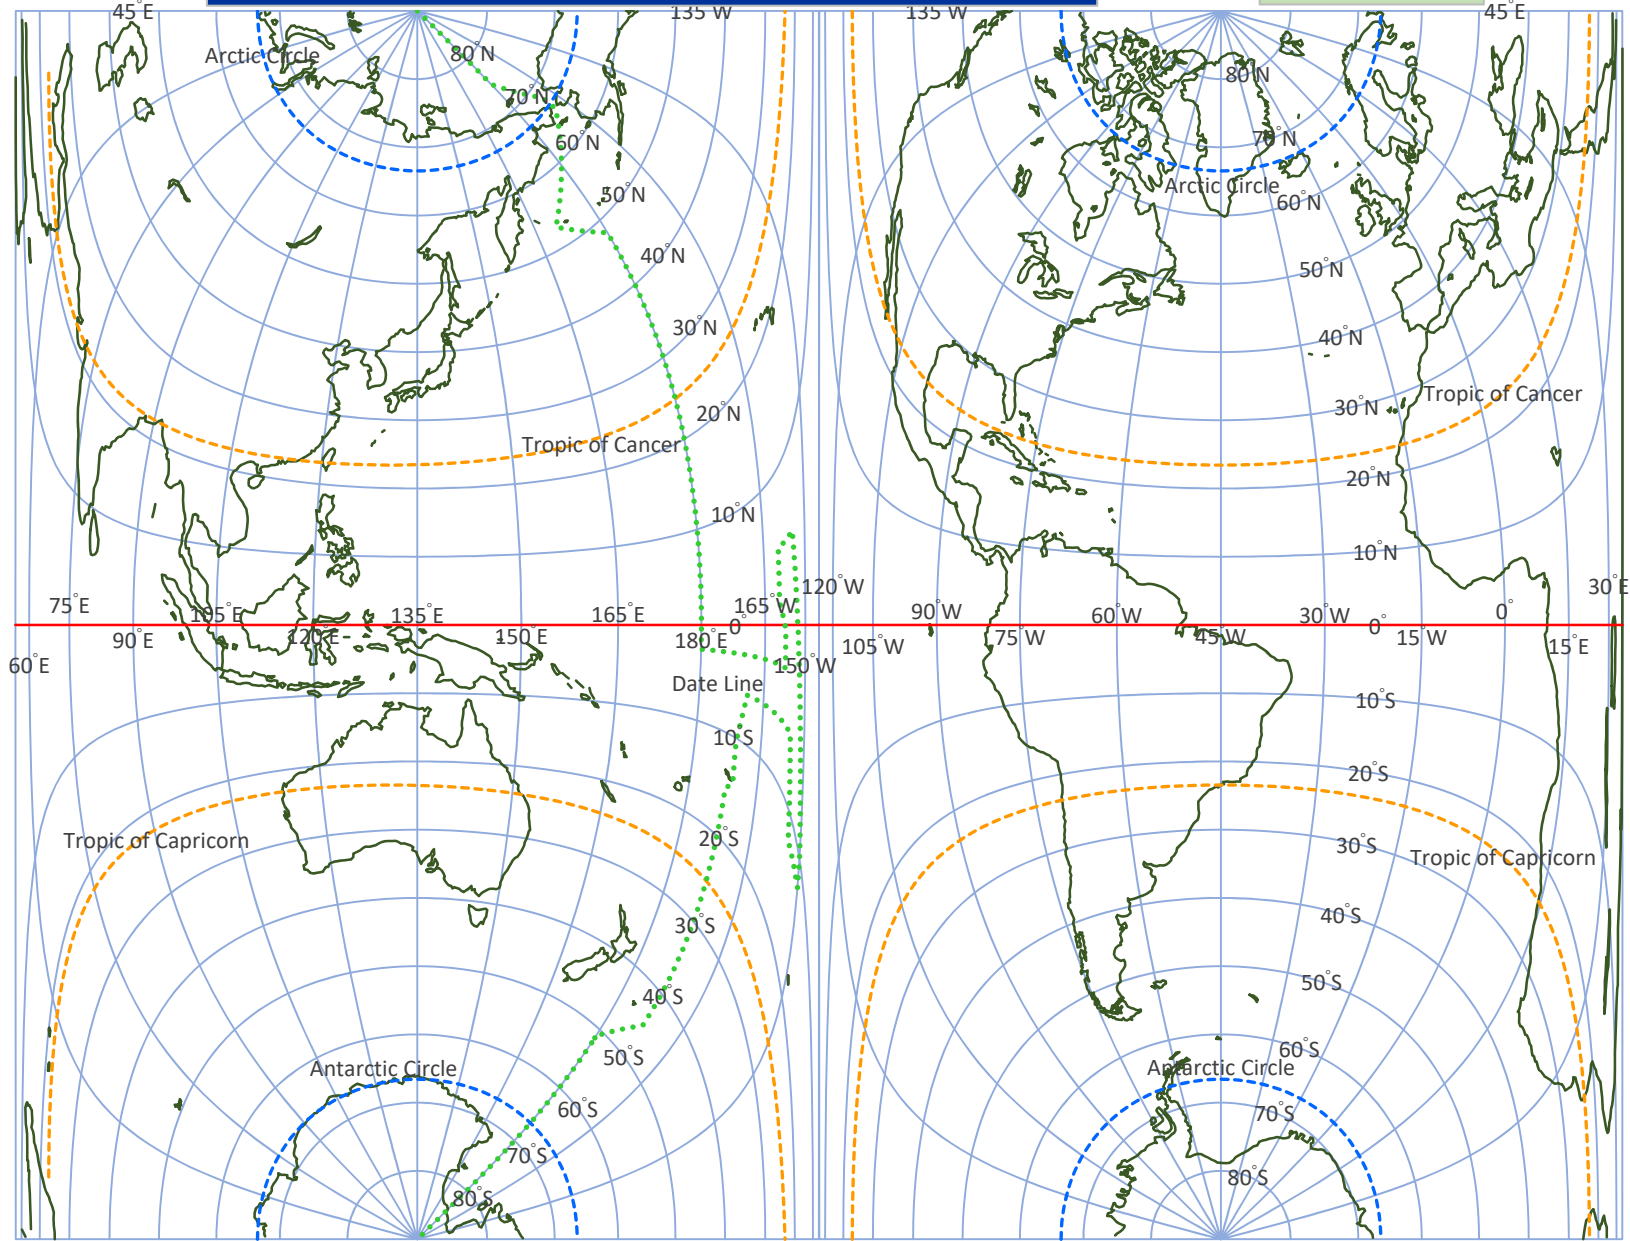 45°E
135°W
135°W
45°E
Arctic Circle
80°N
80°N
70°N
60°N
70°N
Arctic Circle
50°N
60°N
40°N
50°N
30°N
40°N
20°N
30°N
Tropic of Cancer
Tropic of Cancer
10°N
20°N
10°N
75°E
105°E
135°E
165°E
165°W
120°W
90°W
60°W
30°W
0°
30°E
60°E
90°E
120°E
150°E
180°E
0°
150°W
105°W
75°W
45°W
0°
15°W
15°E
Date Line
10°S
10°S
20°S
20°S
30°S
Tropic of Capricorn
Tropic of Capricorn
30°S
40°S
40°S
50°S
50°S
60°S
Antarctic Circle
Antarctic Circle
60°S
70°S
70°S
80°S
80°S